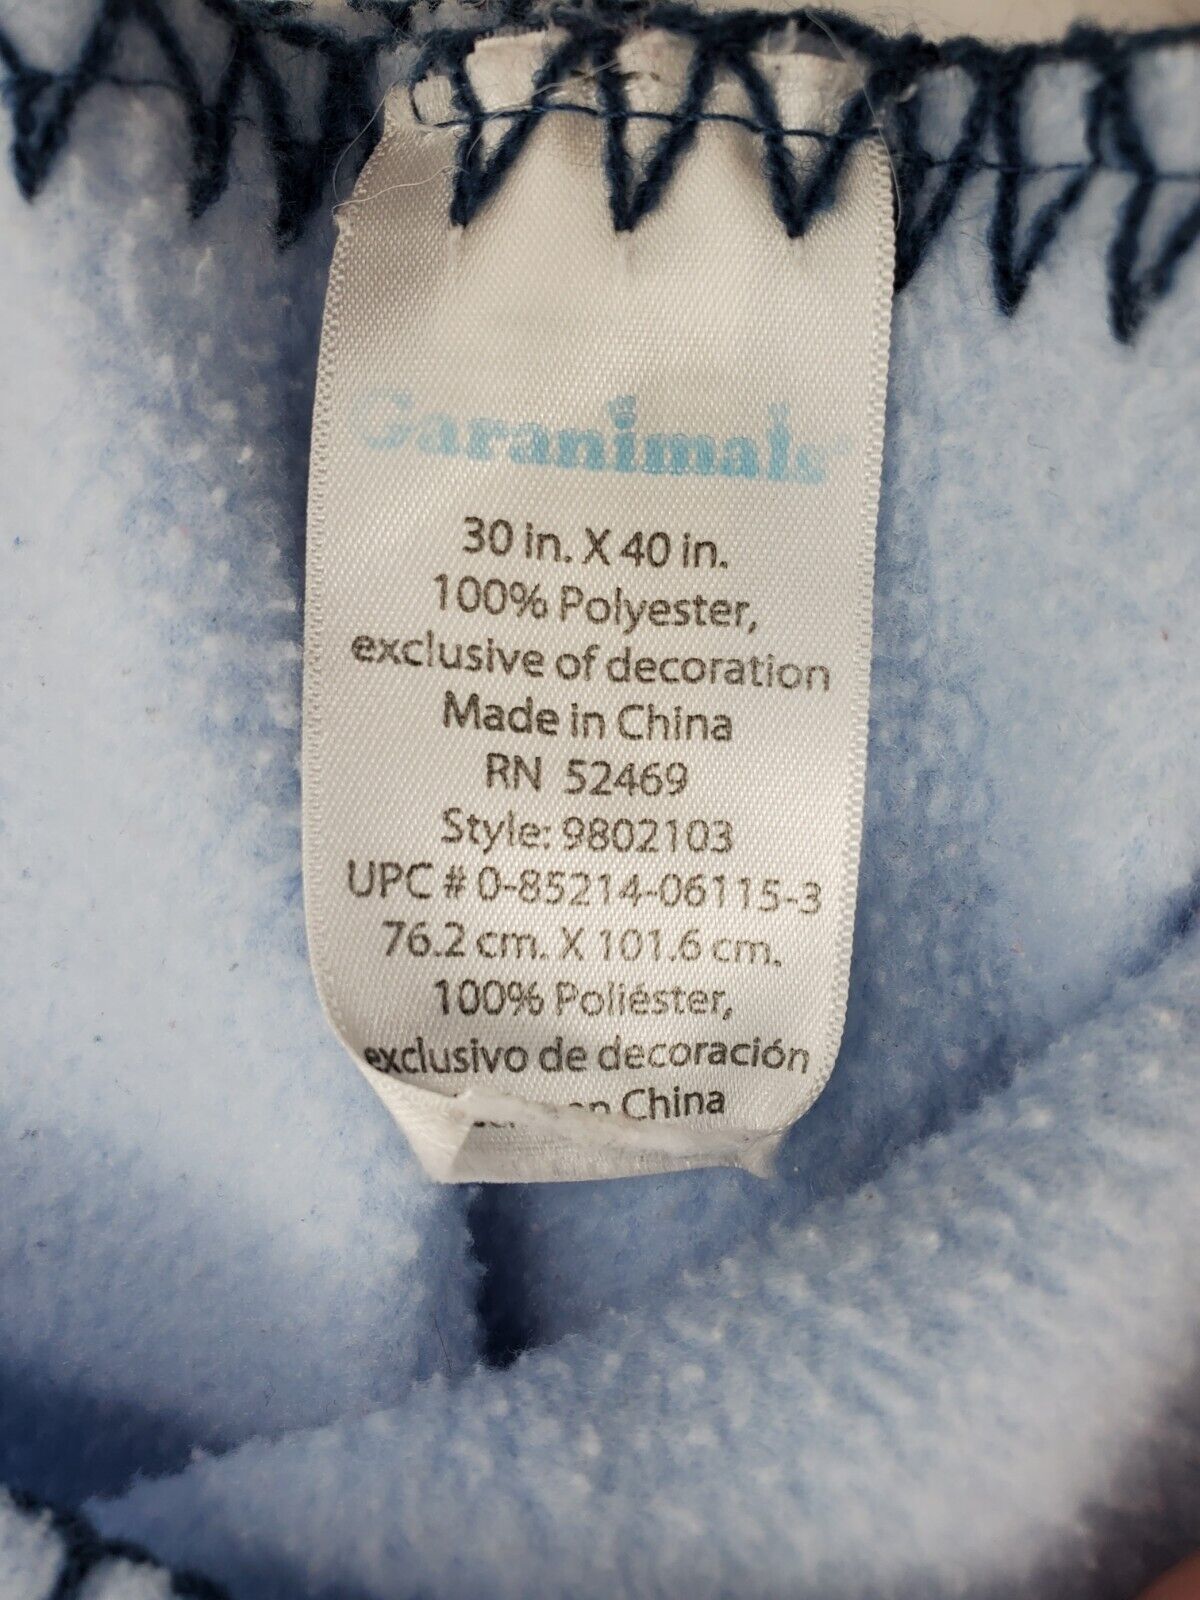 Garanimals
30 in. X 40 in.
100% Polyester,
exclusive of decoration
Made in China
RN 52469
Style: 9802103
UPC # 0-85214-06115-3
76.2 cm. X 101.6 cm.
100% Poliéster,
exclusivo de decoración
en China